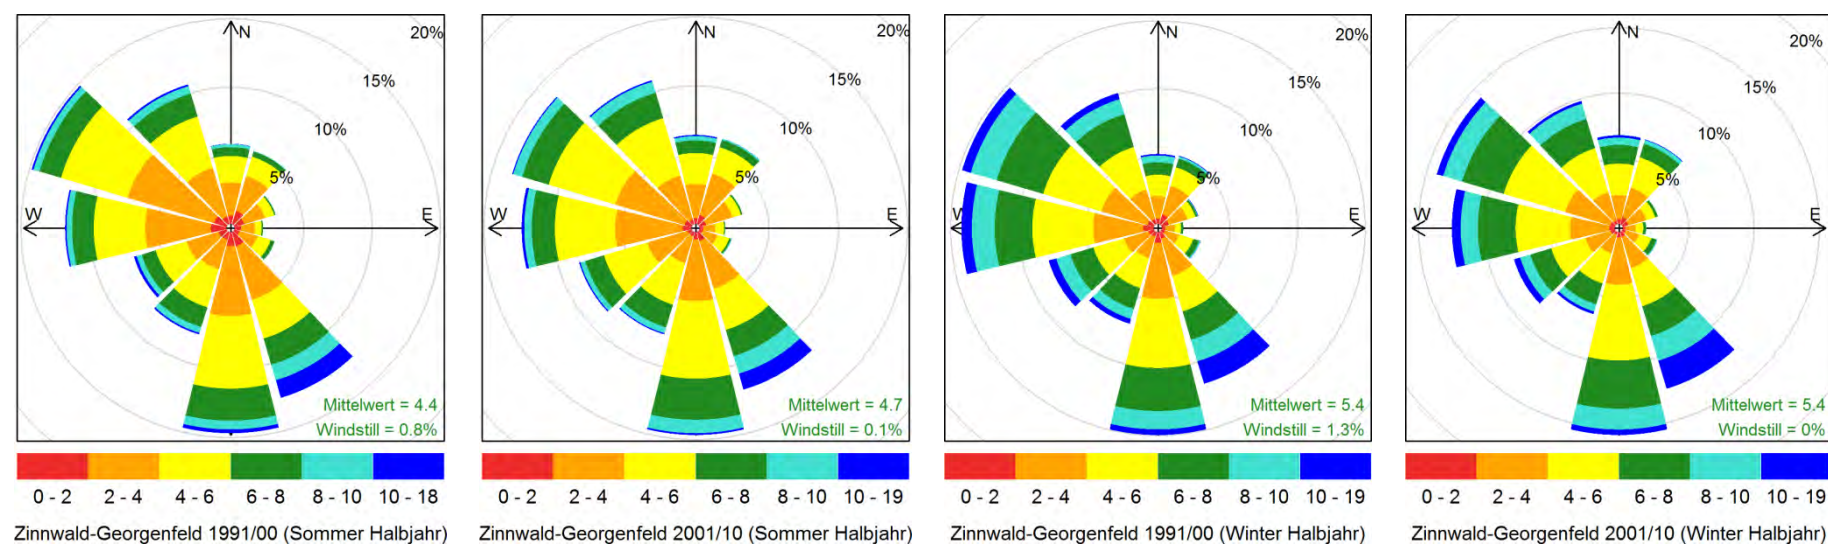 N
20%
15%
10%
5%
W
E
Mittelwert = 4.4
Windstill = 0.8%
0 - 2 2 - 4 4 - 6 6 - 8 8 - 10 10 - 18
Zinnwald-Georgenfeld 1991/00 (Sommer Halbjahr)
N
20%
15%
10%
5%
W
E
Mittelwert = 4.7
Windstill = 0.1%
0 - 2 2 - 4 4 - 6 6 - 8 8 - 10 10 - 19
Zinnwald-Georgenfeld 2001/10 (Sommer Halbjahr)
N
20%
15%
10%
5%
W
E
Mittelwert = 5.4
Windstill = 1.3%
0 - 2 2 - 4 4 - 6 6 - 8 8 - 10 10 - 19
Zinnwald-Georgenfeld 1991/00 (Winter Halbjahr)
N
20%
15%
10%
5%
W
E
Mittelwert = 5.4
Windstill = 0%
0 - 2 2 - 4 4 - 6 6 - 8 8 - 10 10 - 19
Zinnwald-Georgenfeld 2001/10 (Winter Halbjahr)